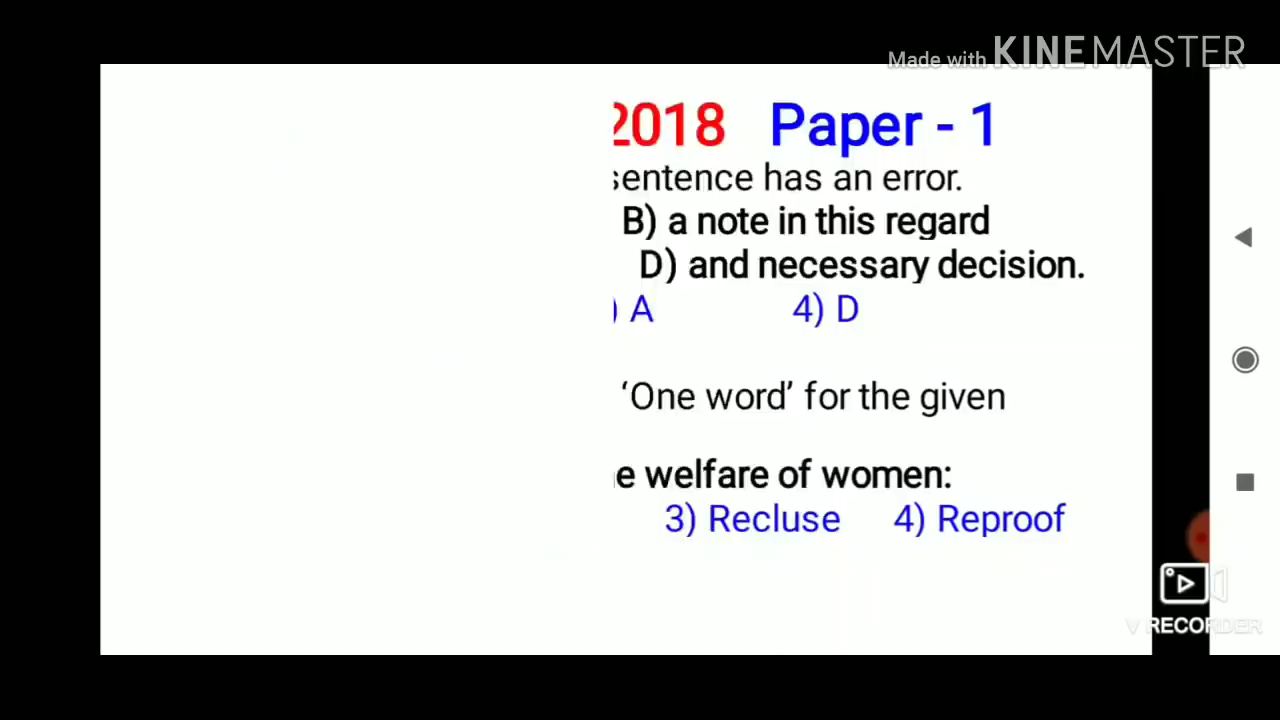 Made with KINEMASTER
2018 Paper - 1
sentence has an error.
B) a note in this regard
D) and necessary decision.
) A 4) D
‘One word’ for the given
e welfare of women:
3) Recluse 4) Reproof
V RECORDER